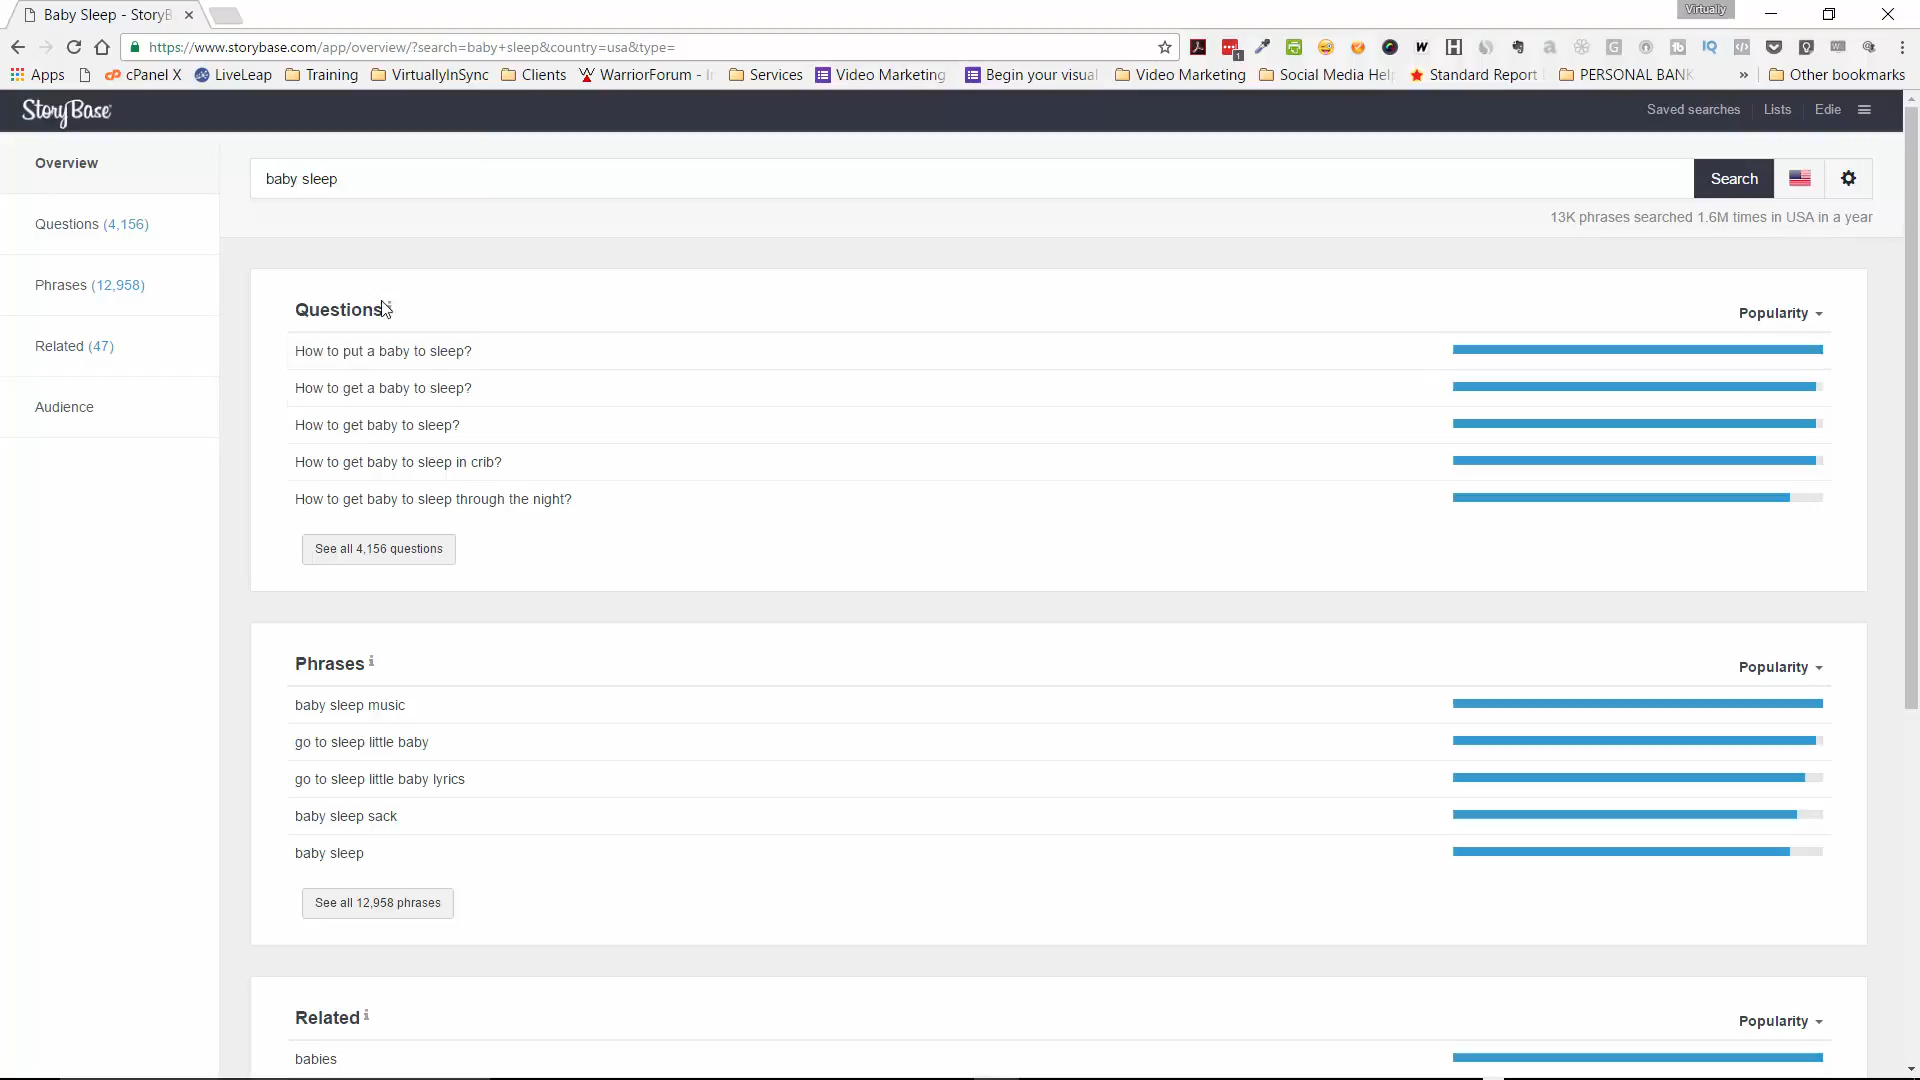 Baby Sleep - StoryB
Virtually
https://www.storybase.com/app/overview/?search=baby+sleep&country=usa&type=
Apps cPanel X LiveLeap Training VirtuallyInSync Clients WarriorForum - Services Video Marketing Begin your visual Video Marketing Social Media Help Standard Report PERSONAL BANK » Other bookmarks
StoryBase
Saved searches Lists Edie
Overview
baby sleep
Search
13K phrases searched 1.6M times in USA in a year
Questions (4,156)
Phrases (12,958)
Related (47)
Audience
Questions
Popularity
How to put a baby to sleep?
How to get a baby to sleep?
How to get baby to sleep?
How to get baby to sleep in crib?
How to get baby to sleep through the night?
See all 4,156 questions
Phrases i
Popularity
baby sleep music
go to sleep little baby
go to sleep little baby lyrics
baby sleep sack
baby sleep
See all 12,958 phrases
Related i
Popularity
babies